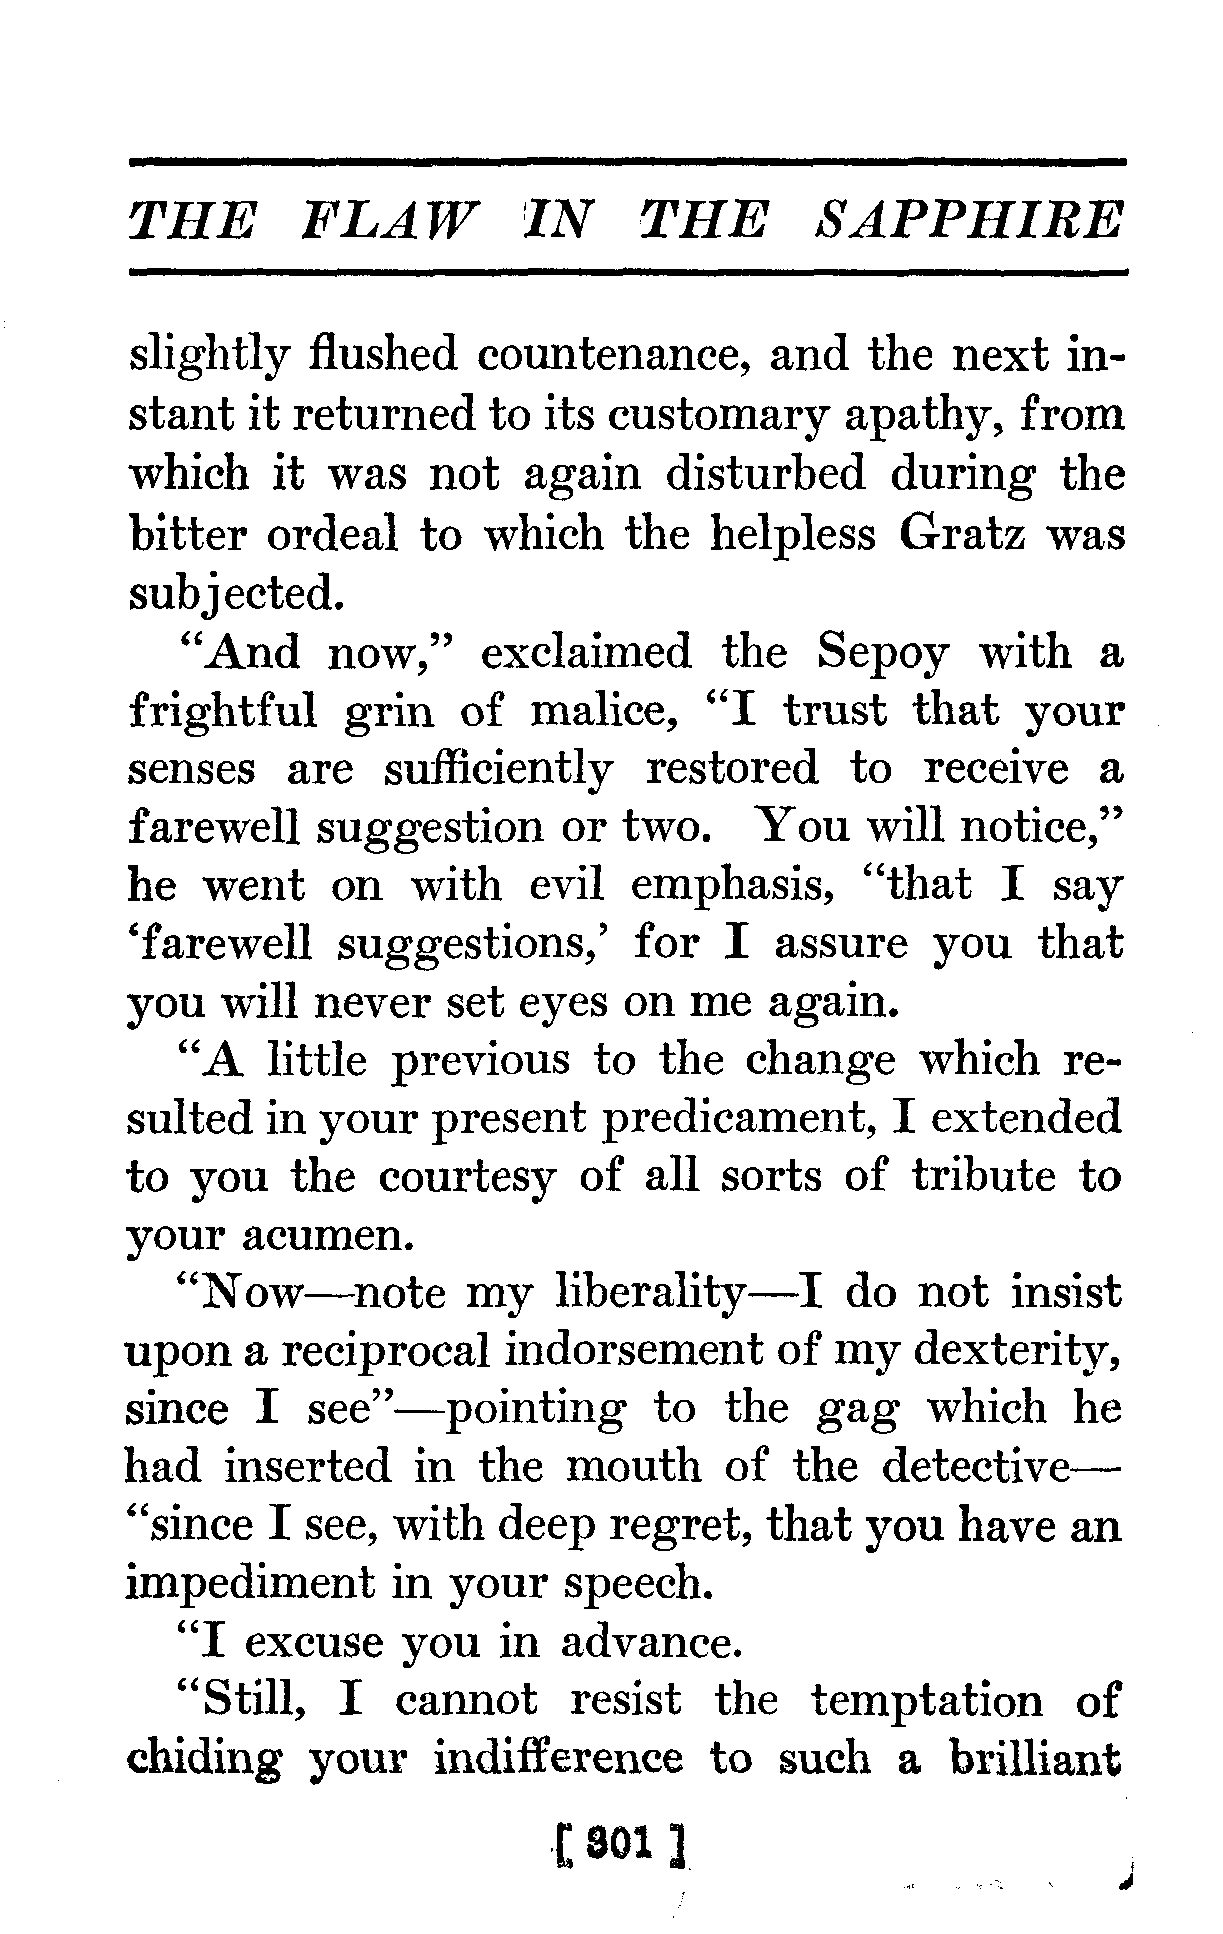 THE FLAW IN THE SAPPHIRE
slightly flushed countenance, and the next in-
stant it returned to its customary apathy, from
which it was not again disturbed during the
bitter ordeal to which the helpless Gratz was
subjected.
"And now," exclaimed the Sepoy with a
frightful grin of malice, "I trust that your
senses are sufficiently restored to receive a
farewell suggestion or two. You will notice,"
he went on with evil emphasis, "that I say
'farewell suggestions,' for I assure you that
you will never set eyes on me again.
"A little previous to the change which re-
sulted in your present predicament, I extended
to you the courtesy of all sorts of tribute to
your acumen.
"Now—note my liberality—I do not insist
upon a reciprocal indorsement of my dexterity,
since I see"—pointing to the gag which he
had inserted in the mouth of the detective—
"since I see, with deep regret, that you have an
impediment in your speech.
"I excuse you in advance.
"Still, I cannot resist the temptation of
chiding your indifference to such a brilliant
[ 301 ]